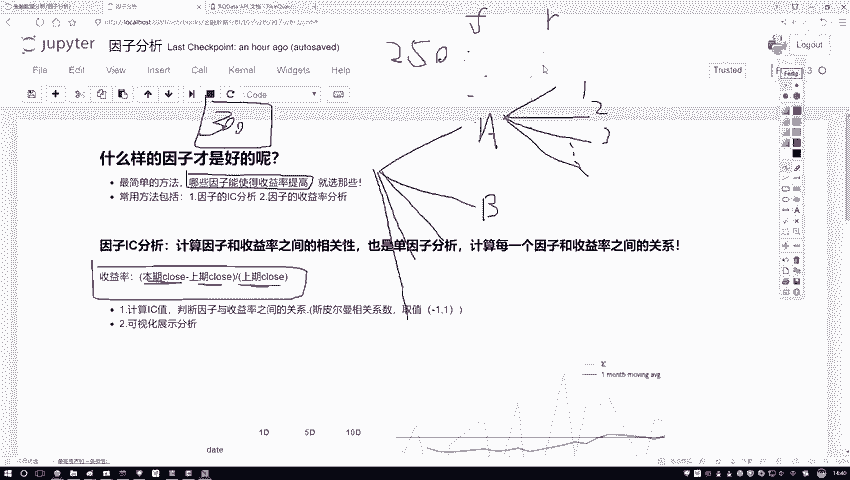 因子分析
jupyter 因子分析 Last Checkpoint: an hour ago (autosaved)
Logout
File Edit View Insert Cell Kernel Widgets Help
Trusted
Code
250
f r
300
A
B
1
2
3
什么样的因子才是好的呢?
最简单的方法,哪些因子能使得收益率提高,就选那些!
常用方法包括:1.因子的IC分析 2.因子的收益率分析
因子IC分析:计算因子和收益率之间的相关性,也是单因子分析,计算每一个因子和收益率之间的关系!
收益率:(本期close-上期close)/(上期close)
1.计算IC值,判断因子与收益率之间的关系.(斯皮尔曼相关系数,取值(-1,1))
2.可视化展示分析
IC
1 month moving avg
1D 5D 10D
date
14:40